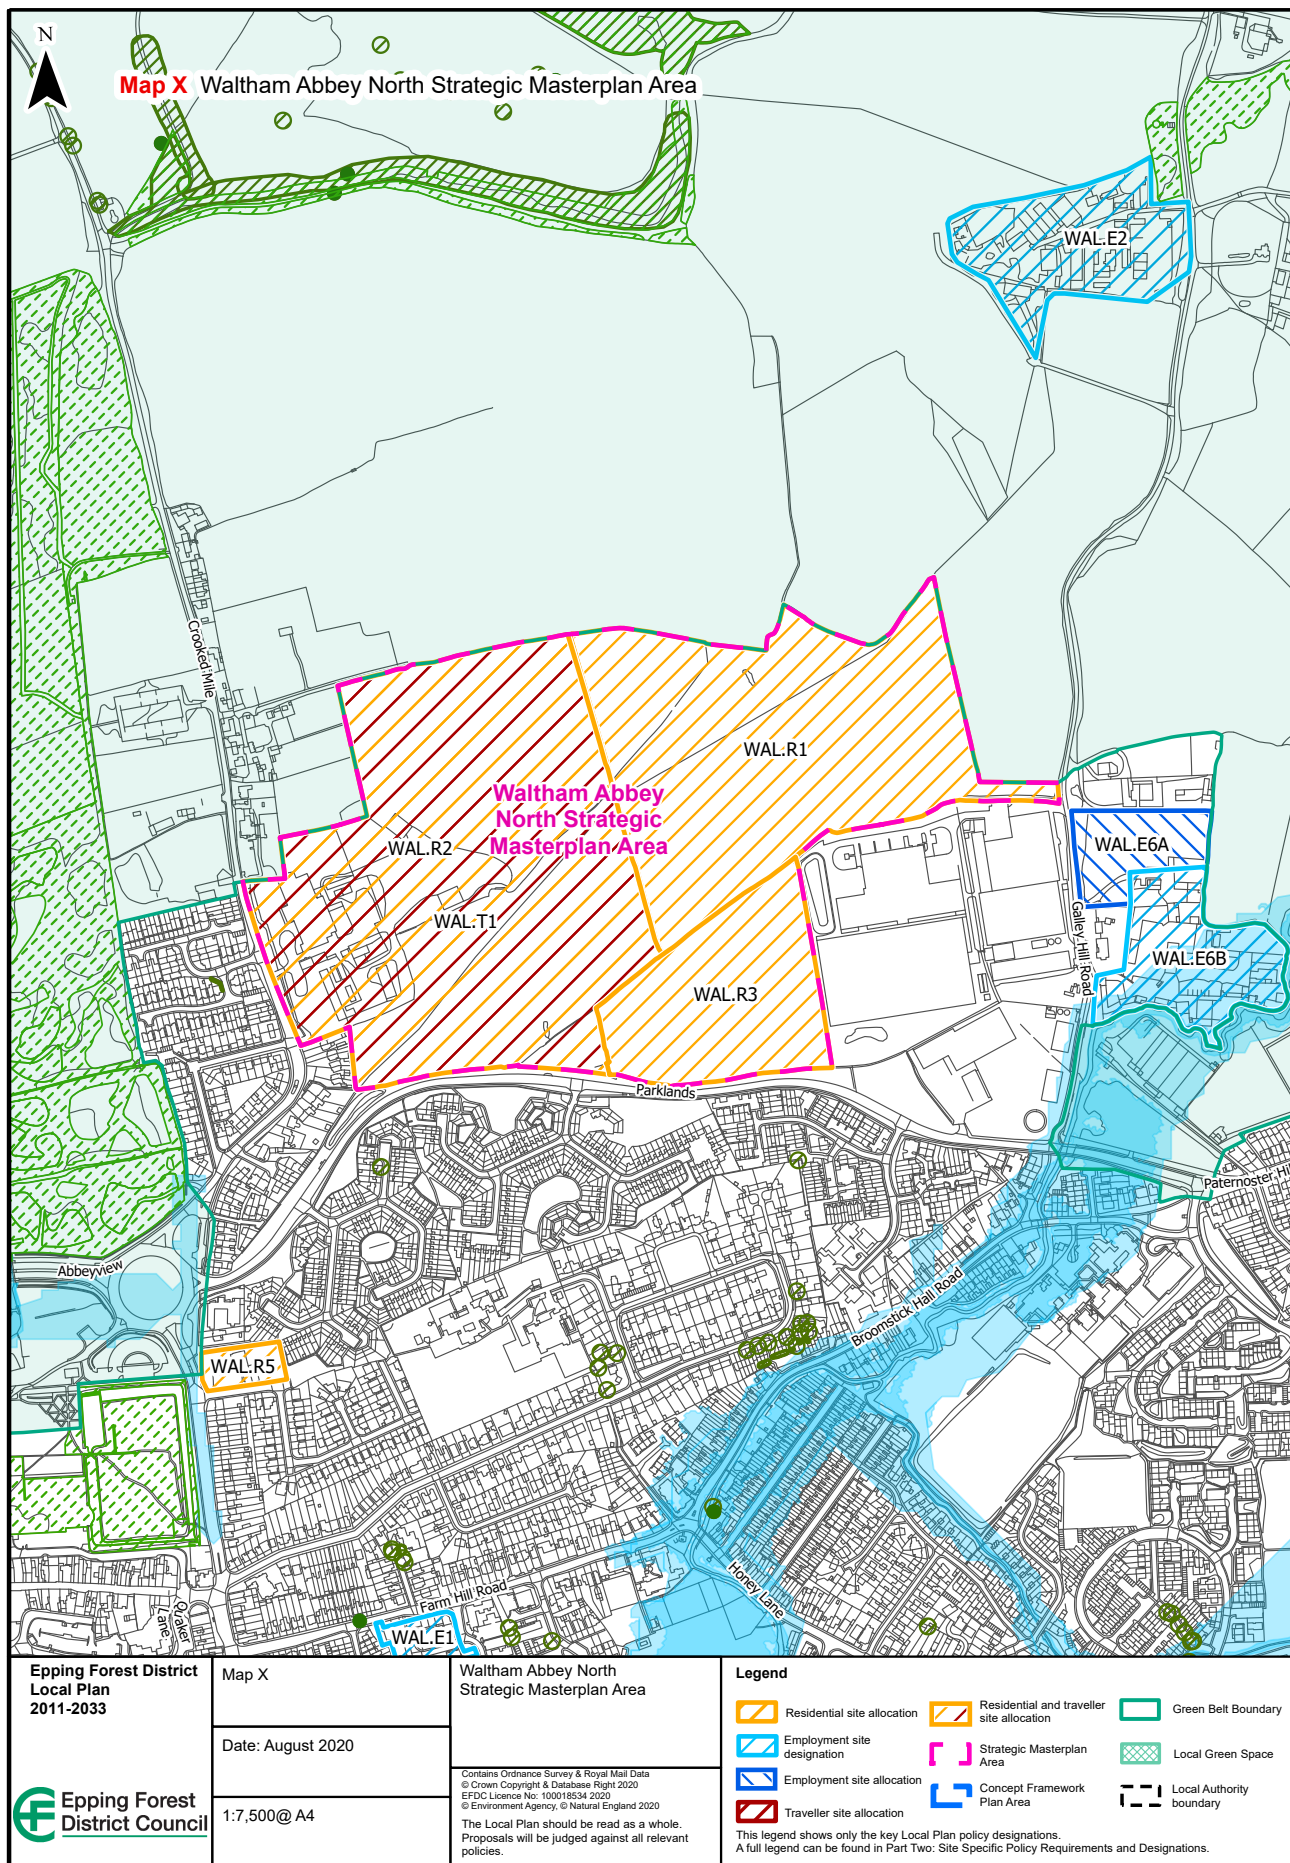 N
Map X Waltham Abbey North Strategic Masterplan Area
WAL.E2
Crooked Mile
WAL.R1
Waltham Abbey
North Strategic
Masterplan Area
WAL.R2
WAL.T1
WAL.R3
WAL.E6A
Galley Hill Road
WAL.E6B
Parklands
Paternoster Hi
Abbeyview
Broomstick Hall Road
WAL.R5
Honey Lane
Farm Hill Road
Quaker
Lane
WAL.E1
Epping Forest District
Local Plan
2011-2033
Epping Forest
District Council
Map X
Date: August 2020
1:7,500@ A4
Waltham Abbey North
Strategic Masterplan Area
Contains Ordnance Survey & Royal Mail Data
© Crown Copyright & Database Right 2020
EFDC Licence No: 100018534 2020
© Environment Agency, © Natural England 2020
The Local Plan should be read as a whole.
Proposals will be judged against all relevant
policies.
Legend
Residential site allocation
Employment site
designation
Employment site allocation
Traveller site allocation
Residential and traveller
site allocation
Strategic Masterplan
Area
Concept Framework
Plan Area
Green Belt Boundary
Local Green Space
Local Authority
boundary
This legend shows only the key Local Plan policy designations.
A full legend can be found in Part Two: Site Specific Policy Requirements and Designations.